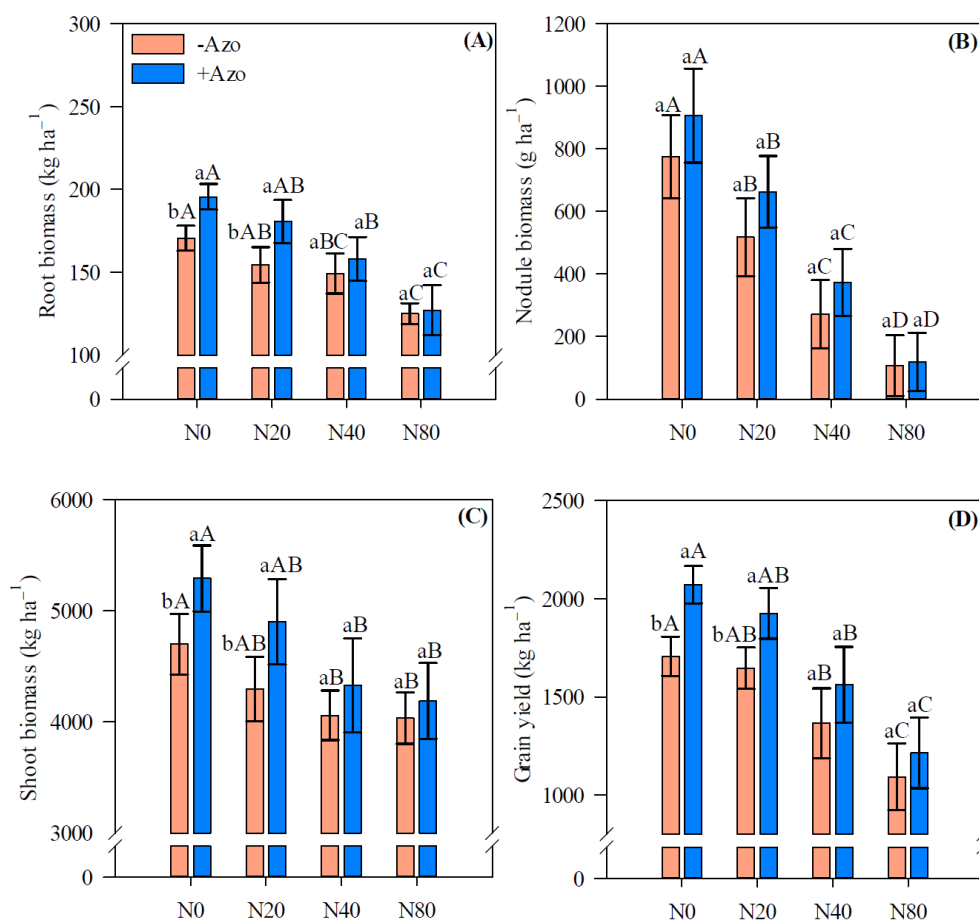 (A)
-Azo
+Azo
Root biomass (kg ha⁻¹)
300
250
200
150
100
0
bA
aA
bAB
aAB
aBC
aB
aC
aC
N0 N20 N40 N80
(B)
Nodule biomass (g ha⁻¹)
1200
1000
800
600
400
200
0
aA
aA
aB
aB
aC
aC
aD
aD
N0 N20 N40 N80
(C)
Shoot biomass (kg ha⁻¹)
6000
5000
4000
3000
0
bA
aA
bAB
aAB
aB
aB
aB
aB
N0 N20 N40 N80
(D)
Grain yield (kg ha⁻¹)
2500
2000
1500
1000
0
bA
aA
bAB
aAB
aB
aB
aC
aC
N0 N20 N40 N80